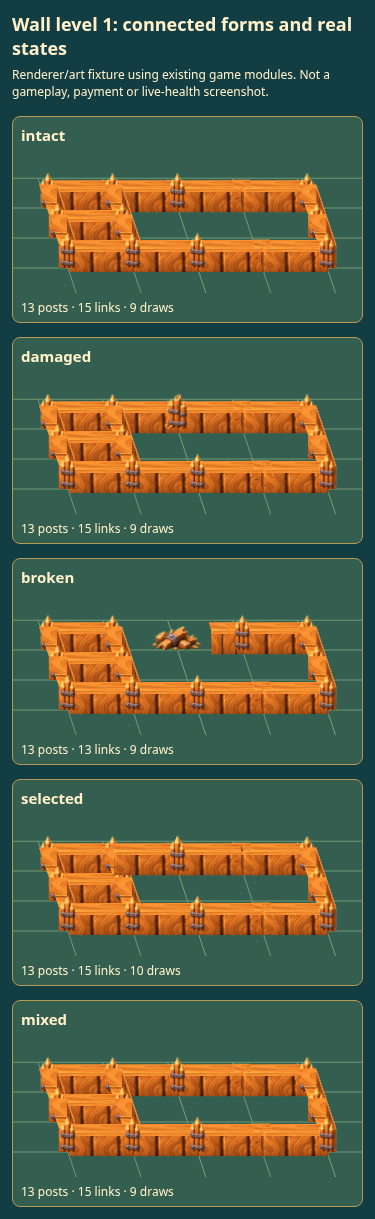 Wall level 1: connected forms and real
states
Renderer/art fixture using existing game modules. Not a
gameplay, payment or live-health screenshot.
intact
13 posts · 15 links · 9 draws
damaged
13 posts · 15 links · 9 draws
broken
13 posts · 13 links · 9 draws
selected
13 posts · 15 links · 10 draws
mixed
13 posts · 15 links · 9 draws